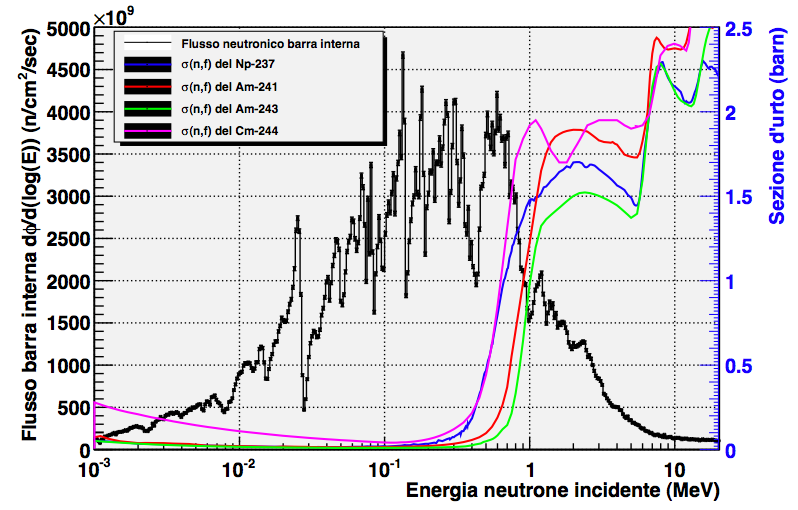 ×10⁹
5000
4500
4000
3500
3000
2500
2000
1500
1000
500
0
Flusso barra interna dϕ/d(log(E)) (n/cm²/sec)
Flusso neutronico barra interna
σ(n,f) del Np-237
σ(n,f) del Am-241
σ(n,f) del Am-243
σ(n,f) del Cm-244
2.5
2
1.5
1
0.5
0
Sezione d'urto (barn)
10⁻³ 10⁻² 10⁻¹ 1 10
Energia neutrone incidente (MeV)